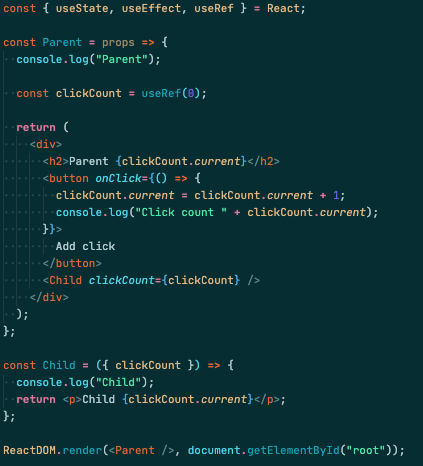 const { useState, useEffect, useRef } = React;
const Parent = props => {
console.log("Parent");
const clickCount = useRef(0);
return (
<div>
<h2>Parent {clickCount.current}</h2>
<button onClick={() => {
clickCount.current = clickCount.current + 1;
console.log("Click count " + clickCount.current);
}}>
Add click
</button>
<Child clickCount={clickCount} />
</div>
);
};
const Child = ({ clickCount }) => {
console.log("Child");
return <p>Child {clickCount.current}</p>;
};
ReactDOM.render(<Parent />, document.getElementById("root"));